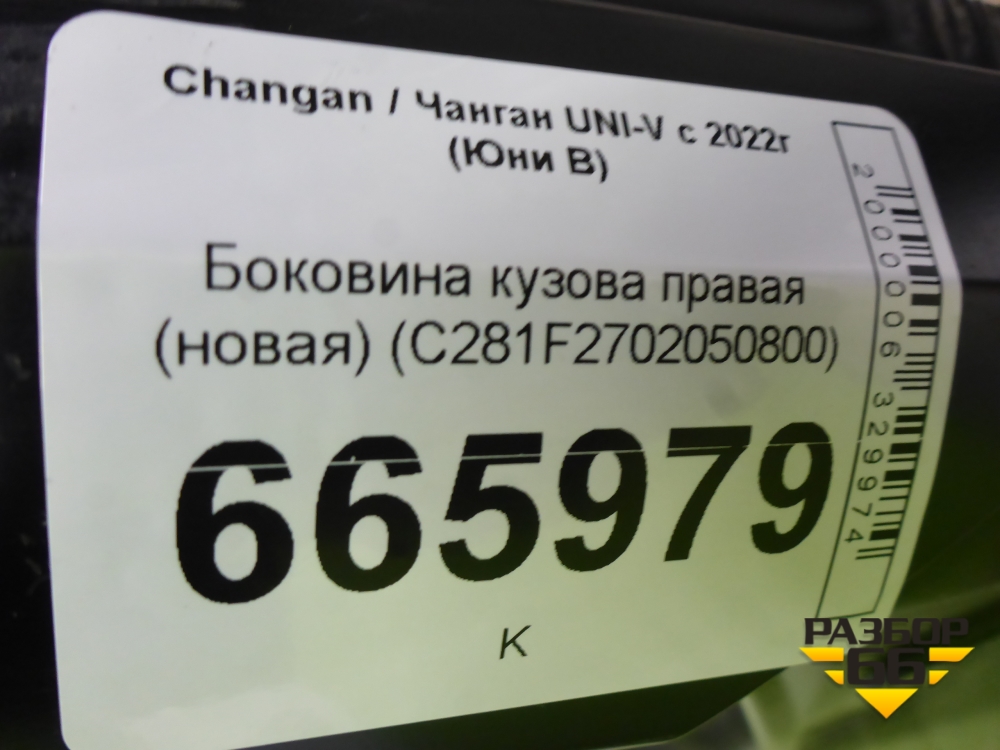 Changan / Чанган UNI-V с 2022г
(Юни В)
Боковина кузова правая
(новая) (C281F2702050800)
665979
К
2000006329974
РАЗБОР
66